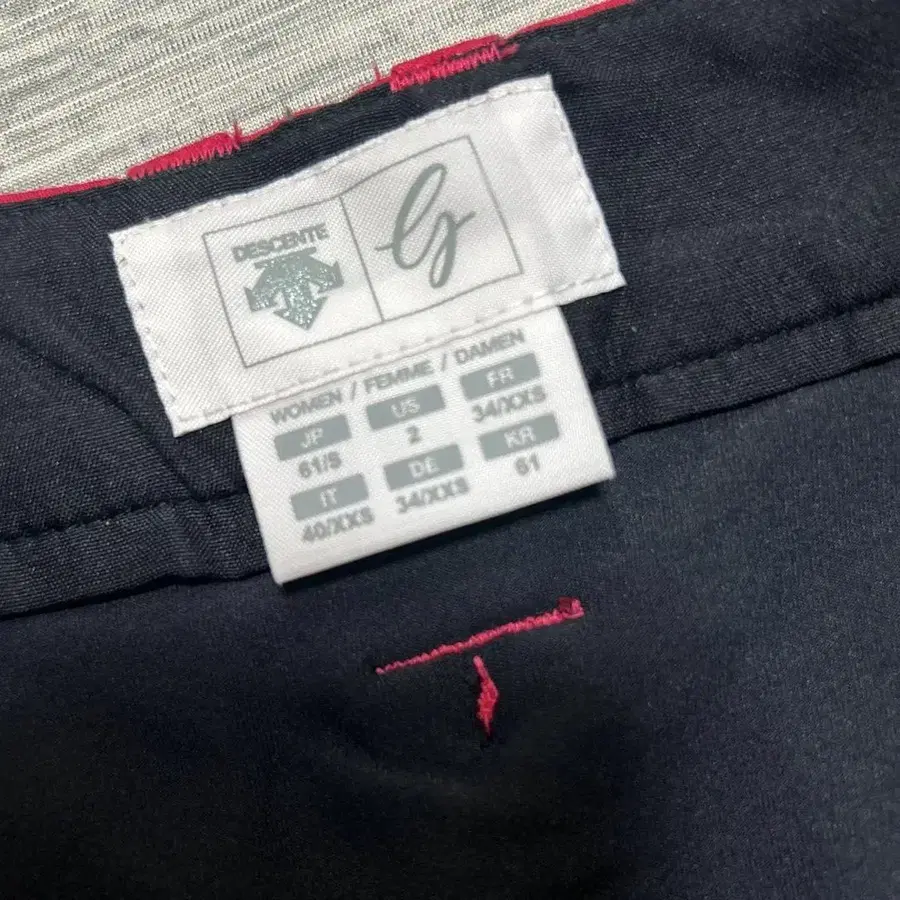 DESCENTE
G
WOMEN / FEMME / DAMEN
JP US FR
61/S 2 34/XXS
IT DE KR
40/XXS 34/XXS 61